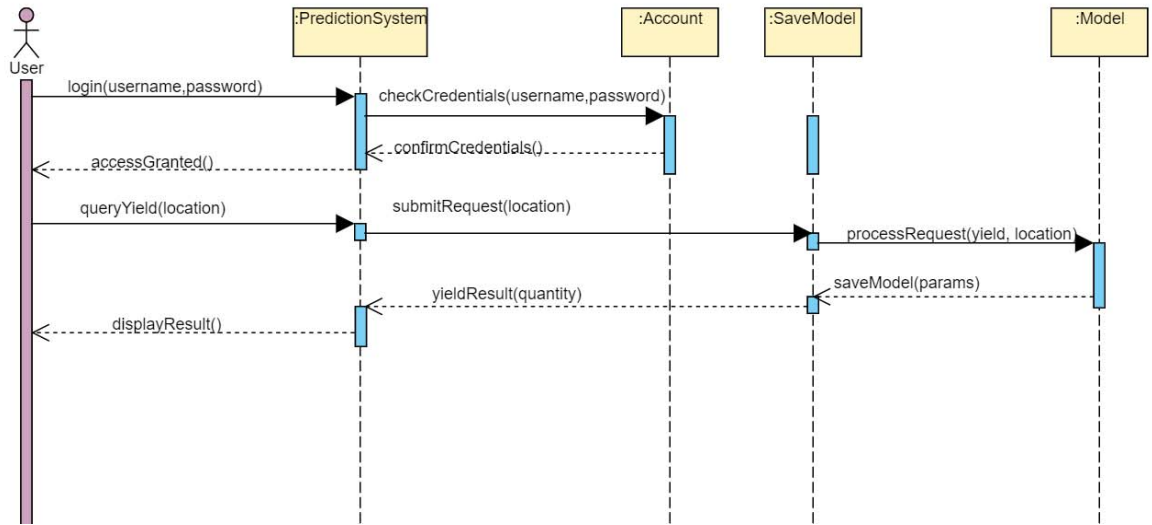 :PredictionSystem
:Account
:SaveModel
:Model
User
login(username,password)
checkCredentials(username,password)
confirmCredentials()
accessGranted()
queryYield(location)
submitRequest(location)
processRequest(yield, location)
saveModel(params)
yieldResult(quantity)
displayResult()